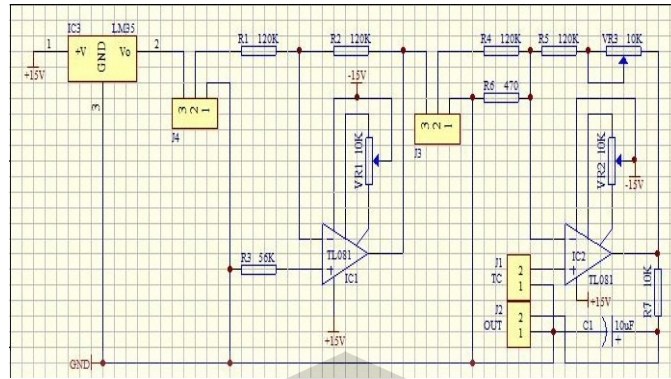 IC3 LM35
1 +V Vo 2
GND
+15V
3
R1 120K
R2 120K
R4 120K
R5 120K
VR3 10K
R6 470
-15V
3 2 1
J4
3 2 1
J3
VR1 10K
VR2 10K
-15V
R3 56K
TL081
IC1
+15V
IC2
TL081
+15V
J1
TC
2
1
J2
OUT
2
1
R7 10K
C1 10uF
+
GND